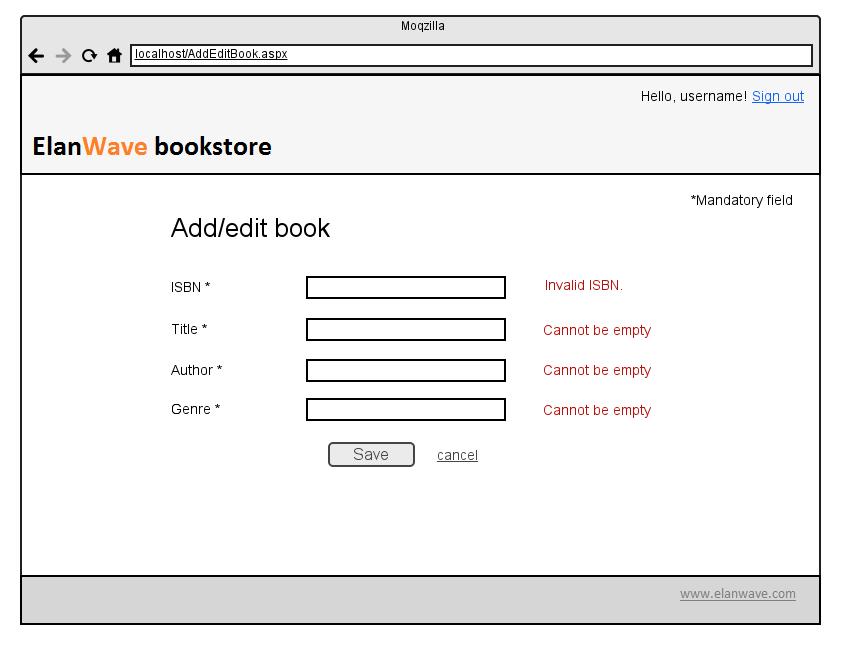 Moqzilla
localhost/AddEditBook.aspx
Hello, username! Sign out
ElanWave bookstore
*Mandatory field
Add/edit book
ISBN * Invalid ISBN.
Title * Cannot be empty
Author * Cannot be empty
Genre * Cannot be empty
Save cancel
www.elanwave.com